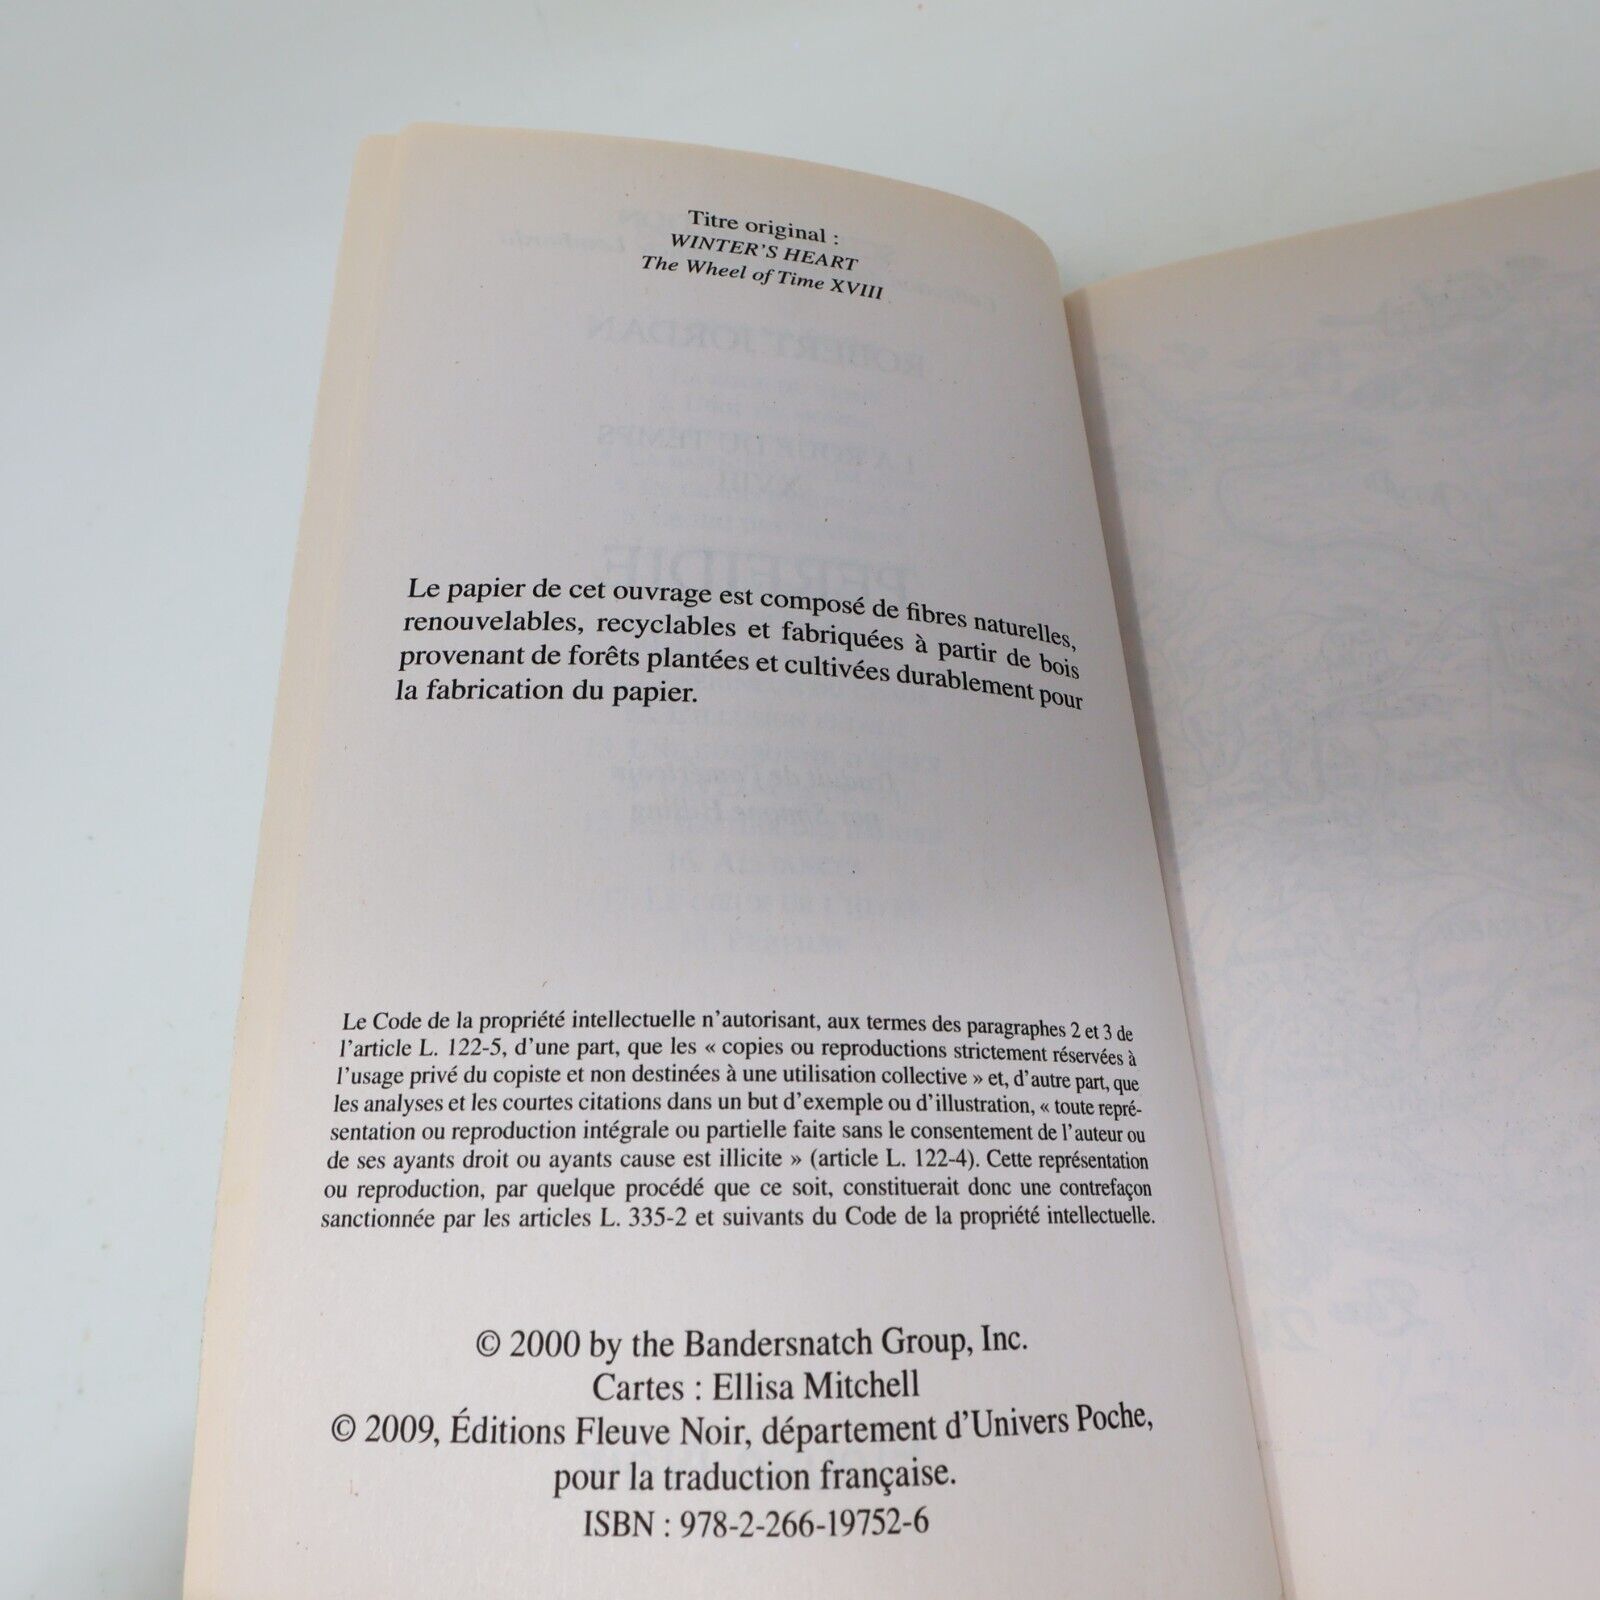 Titre original :
WINTER'S HEART
The Wheel of Time XVIII
Le papier de cet ouvrage est composé de fibres naturelles,
renouvelables, recyclables et fabriquées à partir de bois
provenant de forêts plantées et cultivées durablement pour
la fabrication du papier.
Le Code de la propriété intellectuelle n'autorisant, aux termes des paragraphes 2 et 3 de
l'article L. 122-5, d'une part, que les « copies ou reproductions strictement réservées à
l'usage privé du copiste et non destinées à une utilisation collective » et, d'autre part, que
les analyses et les courtes citations dans un but d'exemple ou d'illustration, « toute repré-
sentation ou reproduction intégrale ou partielle faite sans le consentement de l'auteur ou
de ses ayants droit ou ayants cause est illicite » (article L. 122-4). Cette représentation
ou reproduction, par quelque procédé que ce soit, constituerait donc une contrefaçon
sanctionnée par les articles L. 335-2 et suivants du Code de la propriété intellectuelle.
© 2000 by the Bandersnatch Group, Inc.
Cartes : Ellisa Mitchell
© 2009, Éditions Fleuve Noir, département d'Univers Poche,
pour la traduction française.
ISBN : 978-2-266-19752-6